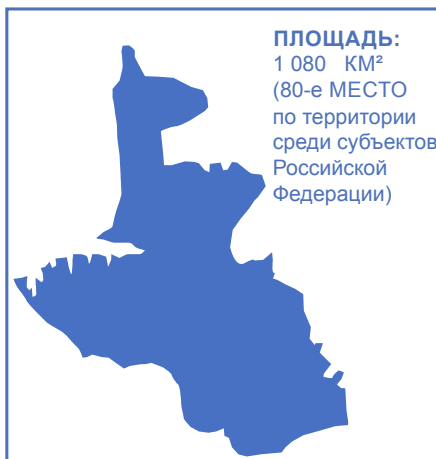 ПЛОЩАДЬ:
1 080 КМ²
(80-е МЕСТО
по территории
среди субъектов
Российской
Федерации)